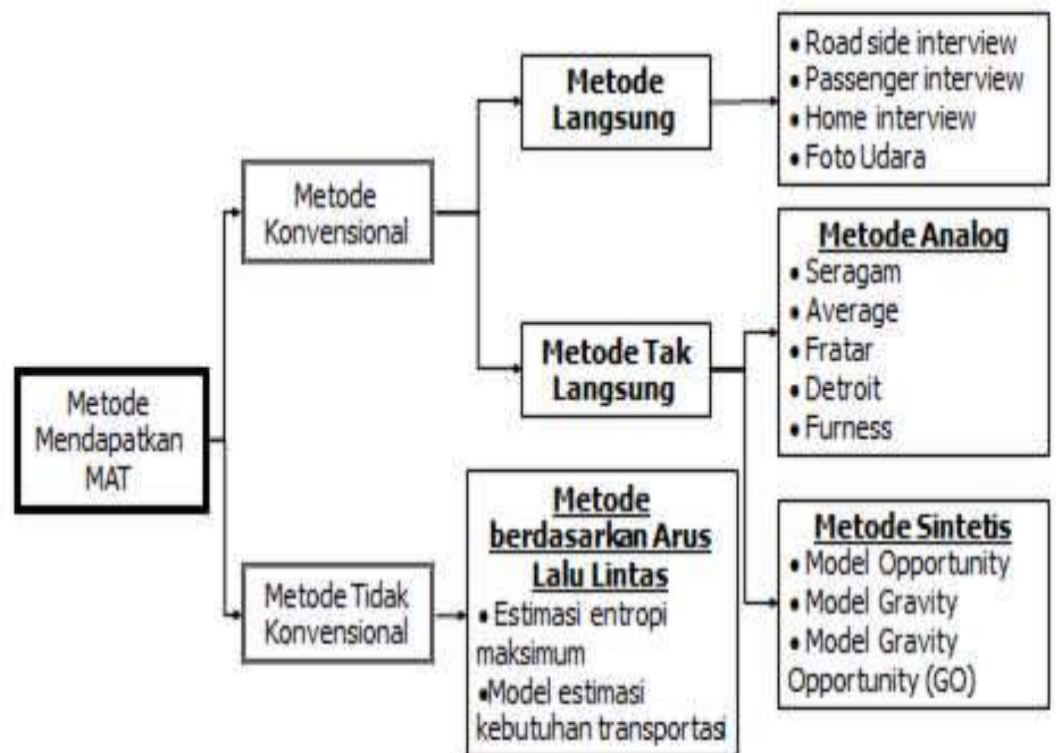 Metode
Mendapatkan
MAT
Metode
Konvensional
Metode Tidak
Konvensional
Metode
Langsung
Metode Tak
Langsung
Metode
berdasarkan Arus
Lalu Lintas
• Estimasi entropi
maksimum
•Model estimasi
kebutuhan transportasi
• Road side interview
• Passenger interview
• Home interview
• Foto Udara
Metode Analog
• Seragam
• Average
• Fratar
• Detroit
• Furness
Metode Sintetis
• Model Opportunity
• Model Gravity
• Model Gravity
Opportunity (GO)